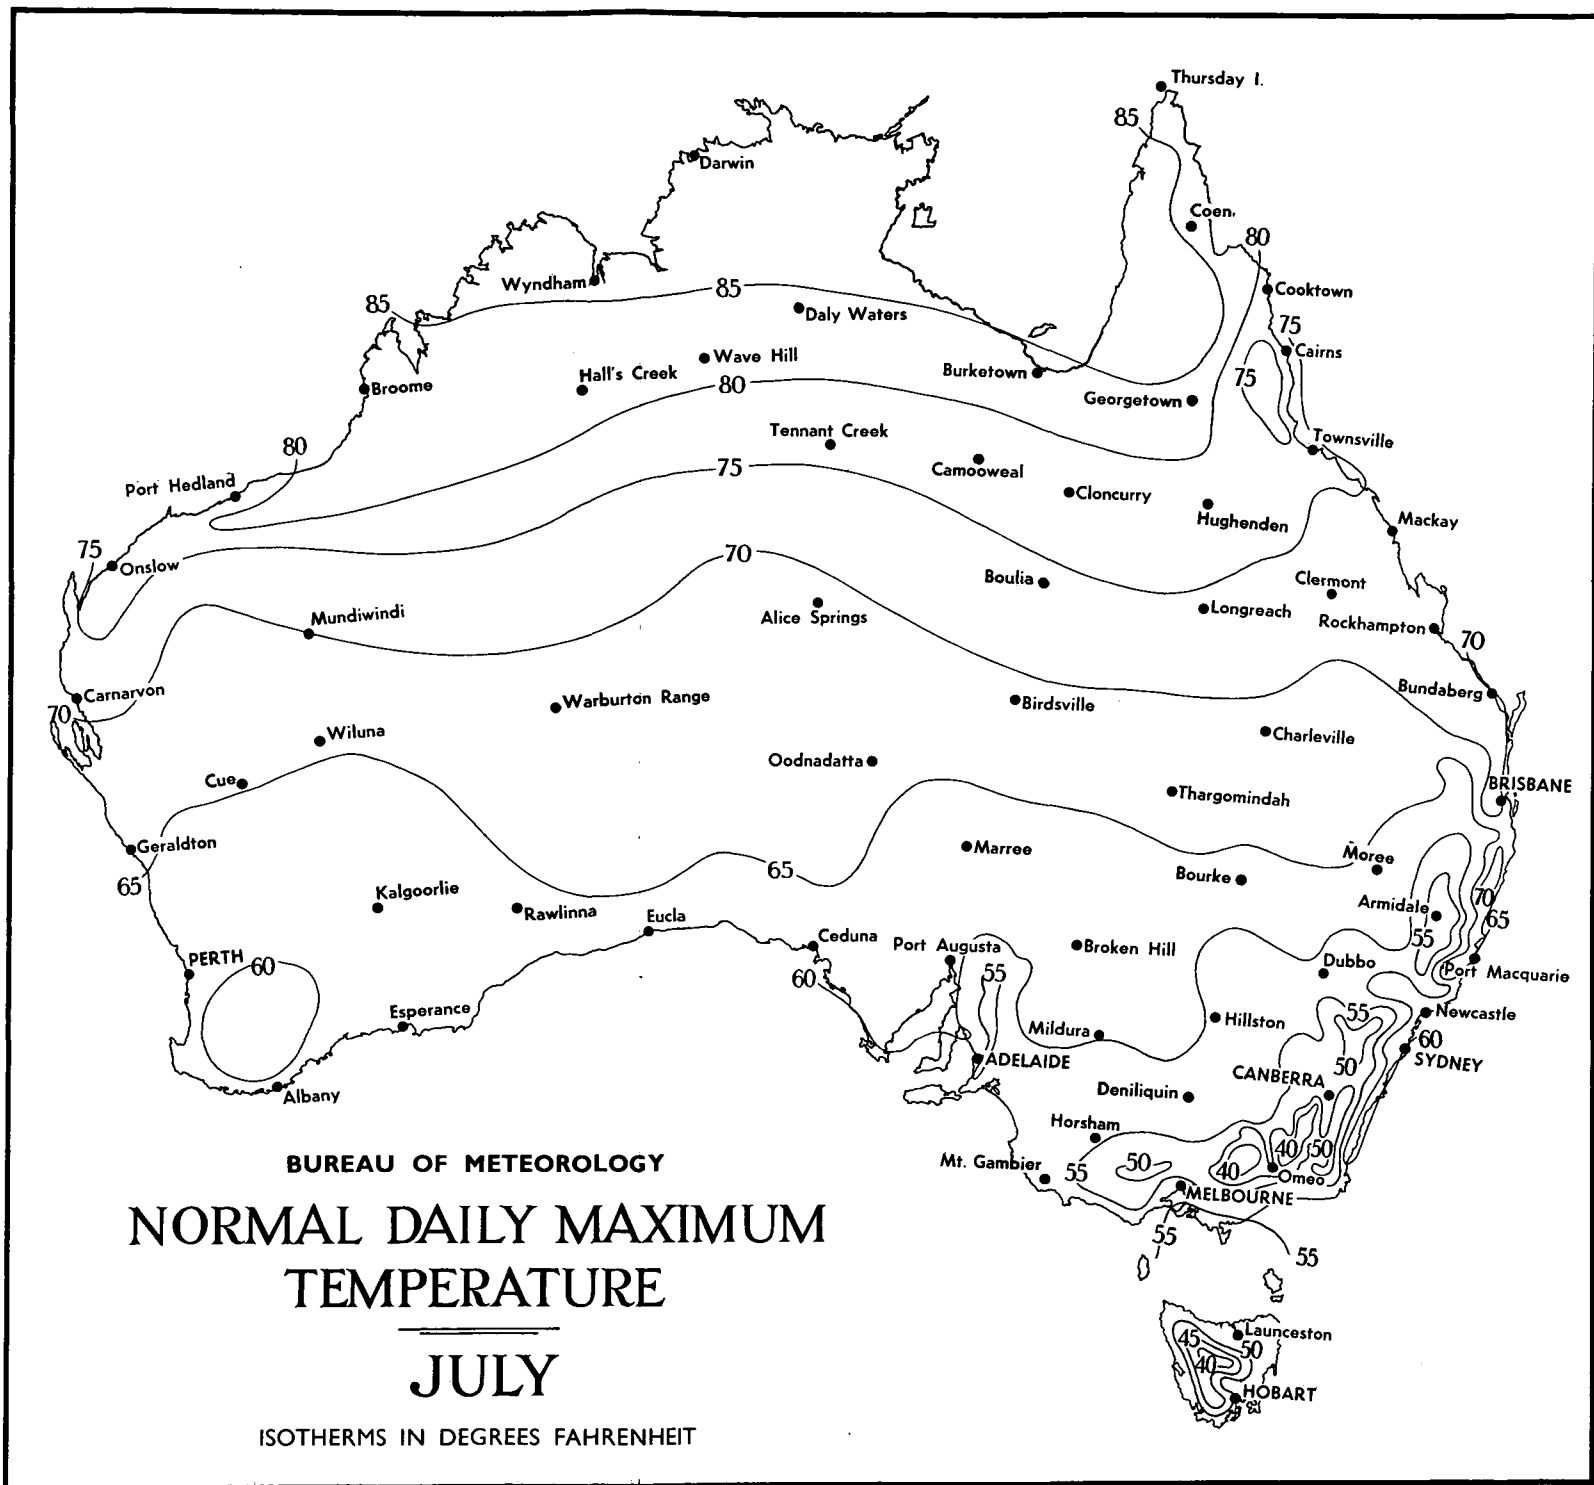 Thursday I.
85
Darwin
Coen
80
Wyndham
85
85
Cooktown
Daly Waters
75
Cairns
Wave Hill
Hall's Creek
Burketown
75
Broome
80
Georgetown
80
Tennant Creek
Townsville
75
Camooweal
Port Hedland
Cloncurry
Hughenden
Mackay
75
Onslow
70
Boulia
Clermont
Longreach
Rockhampton
Mundiwindi
Alice Springs
70
Carnarvon
70
Warburton Range
Birdsville
Bundaberg
Wiluna
Charleville
Oodnadatta
Cue
Thargomindah
BRISBANE
Geraldton
Marree
Moree
65
65
Bourke
Kalgoorlie
Rawlinna
Armidale
70
65
Eucla
Ceduna
Port Augusta
Broken Hill
55
PERTH
60
60
55
Dubbo
Port Macquarie
Esperance
Mildura
Hillston
55
Newcastle
60
SYDNEY
ADELAIDE
50
CANBERRA
Albany
Deniliquin
Horsham
Mt. Gambier
55
50
40
40
50
Omeo
MELBOURNE
55
55
BUREAU OF METEOROLOGY
NORMAL DAILY MAXIMUM
TEMPERATURE
JULY
ISOTHERMS IN DEGREES FAHRENHEIT
45
Launceston
50
40
HOBART